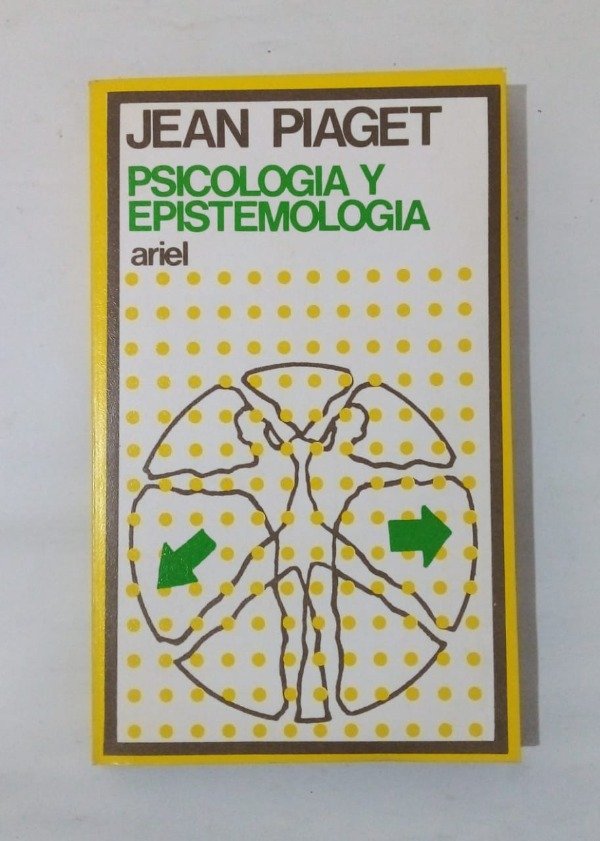 JEAN PIAGET
PSICOLOGIA Y
EPISTEMOLOGIA
ariel